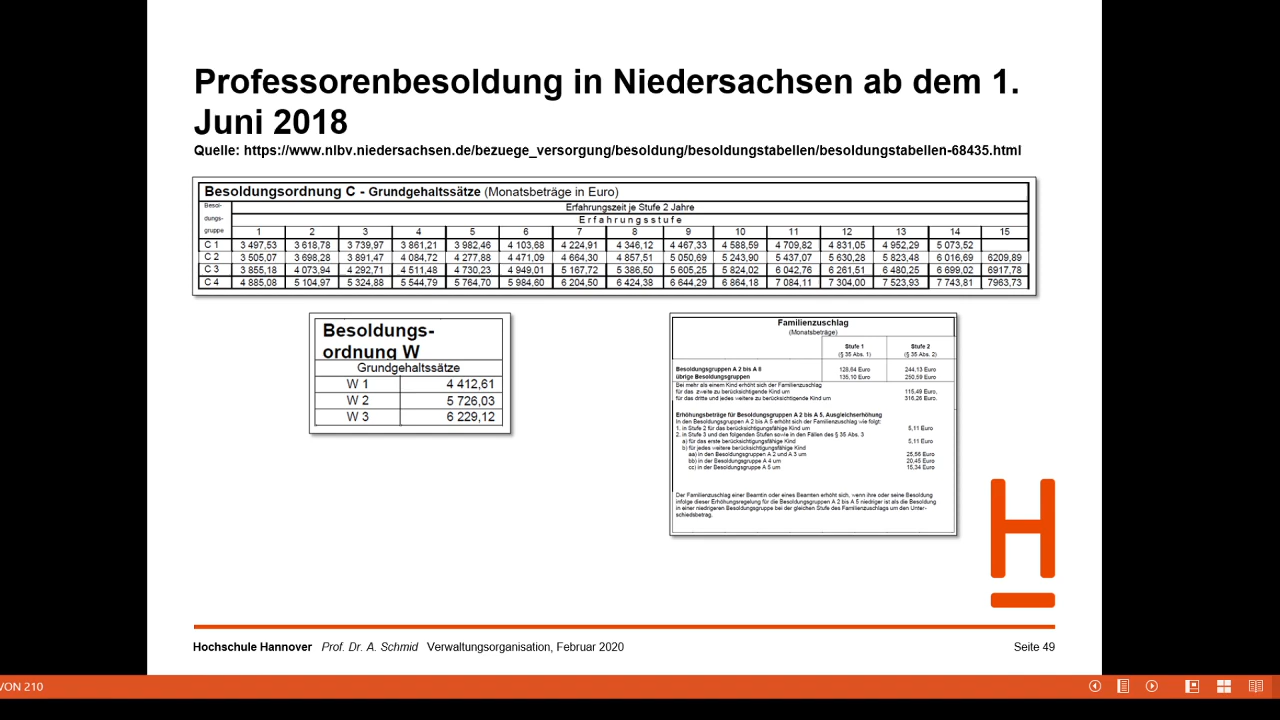 Professorenbesoldung in Niedersachsen ab dem 1.
Juni 2018
Quelle: https://www.nlbv.niedersachsen.de/bezuege_versorgung/besoldung/besoldungstabellen/besoldungstabellen-68435.html
Besoldungsordnung C - Grundgehaltssätze (Monatsbeträge in Euro)
Besol-
dungs-
gruppe
Erfahrungszeit je Stufe 2 Jahre
Erfahrungsstufe
1 2 3 4 5 6 7 8 9 10 11 12 13 14 15
C 1 3 497,53 3 618,78 3 739,97 3 861,21 3 982,46 4 103,68 4 224,91 4 346,12 4 467,33 4 588,59 4 709,82 4 831,05 4 952,29 5 073,52
C 2 3 505,07 3 698,28 3 891,47 4 084,72 4 277,88 4 471,09 4 664,30 4 857,51 5 050,69 5 243,90 5 437,07 5 630,28 5 823,48 6 016,69 6209,89
C 3 3 855,18 4 073,94 4 292,71 4 511,48 4 730,23 4 949,01 5 167,72 5 386,50 5 605,25 5 824,02 6 042,76 6 261,51 6 480,25 6 699,02 6917,78
C 4 4 885,08 5 104,97 5 324,88 5 544,79 5 764,70 5 984,60 6 204,50 6 424,38 6 644,29 6 864,18 7 084,11 7 304,00 7 523,93 7 743,81 7963,73
Besoldungs-
ordnung W
Grundgehaltssätze
W 1 4 412,61
W 2 5 726,03
W 3 6 229,12
Familienzuschlag
(Monatsbeträge)
Stufe 1 Stufe 2
(§ 35 Abs. 1) (§ 35 Abs. 2)
Besoldungsgruppen A 2 bis A 8 128,64 Euro 244,13 Euro
übrige Besoldungsgruppen 135,10 Euro 250,59 Euro
Bei mehr als einem Kind erhöht sich der Familienzuschlag
für das zweite zu berücksichtigende Kind um 115,49 Euro,
für das dritte und jedes weitere zu berücksichtigende Kind um 316,26 Euro.
Erhöhungsbeträge für Besoldungsgruppen A 2 bis A 5, Ausgleichserhöhung
In den Besoldungsgruppen A 2 bis A 5 erhöht sich der Familienzuschlag wie folgt:
1. in Stufe 2 für das berücksichtigungsfähige Kind um 5,11 Euro
2. in Stufe 3 und den folgenden Stufen sowie in den Fällen des § 35 Abs. 3
a) für das erste berücksichtigungsfähige Kind 5,11 Euro
b) für jedes weitere berücksichtigungsfähige Kind
aa) in den Besoldungsgruppen A 2 und A 3 um 25,56 Euro
bb) in der Besoldungsgruppe A 4 um 20,45 Euro
cc) in der Besoldungsgruppe A 5 um 15,34 Euro
Der Familienzuschlag einer Beamtin oder eines Beamten erhöht sich, wenn ihre oder seine Besoldung
infolge dieser Erhöhungsregelung für die Besoldungsgruppen A 2 bis A 5 niedriger ist als die Besoldung
in einer niedrigeren Besoldungsgruppe bei der gleichen Stufe des Familienzuschlags um den Unter-
schiedsbetrag.
H
Hochschule Hannover Prof. Dr. A. Schmid Verwaltungsorganisation, Februar 2020 Seite 49
VON 210